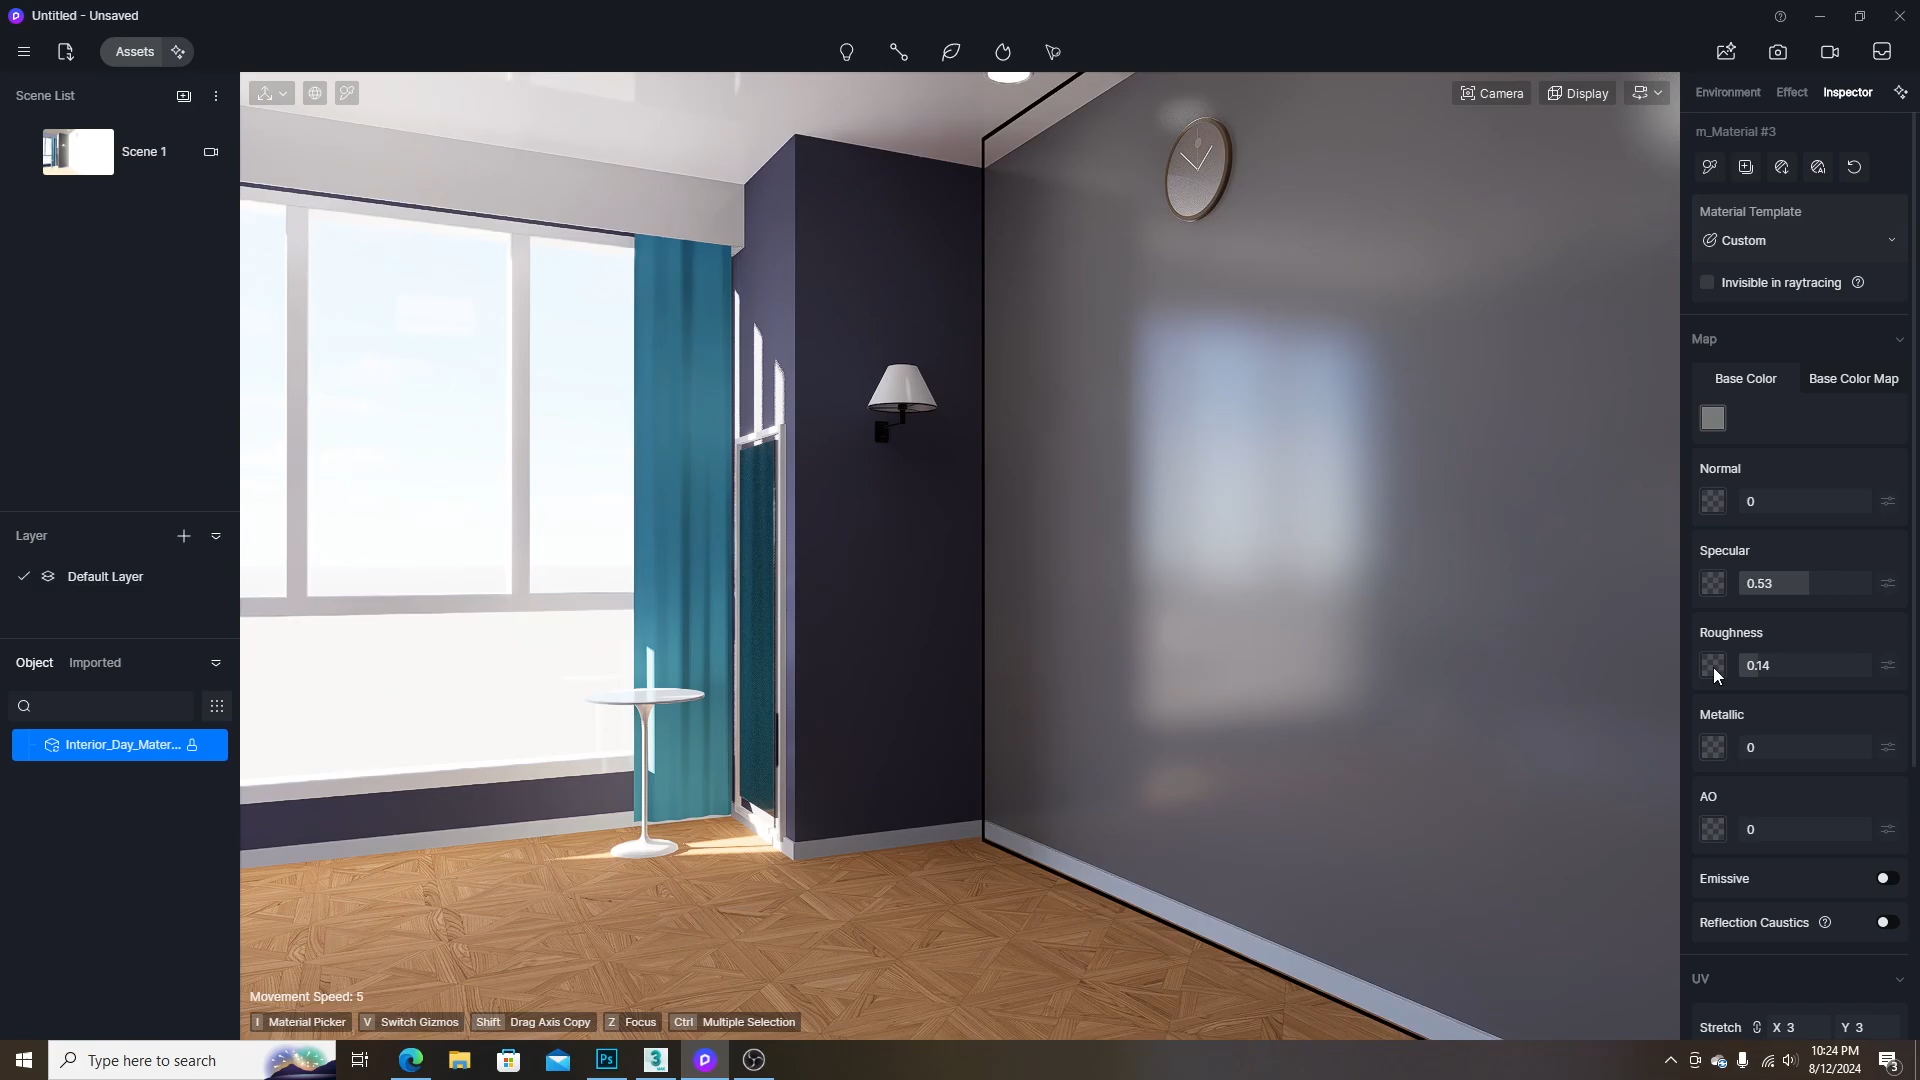 Untitled - Unsaved
Assets
Scene List
Scene 1
Layer
Default Layer
Object Imported
Interior_Day_Mater...
Camera
Display
Movement Speed: 5
I Material Picker V Switch Gizmos Shift Drag Axis Copy Z Focus Ctrl Multiple Selection
Environment Effect Inspector
m_Material #3
AI
Material Template
Custom
Invisible in raytracing
Map
Base Color Base Color Map
Normal
0
Specular
0.53
Roughness
0.14
Metallic
0
AO
0
Emissive
Reflection Caustics
UV
Stretch X 3 Y 3
Type here to search
Ps
3
10:24 PM
8/12/2024
3